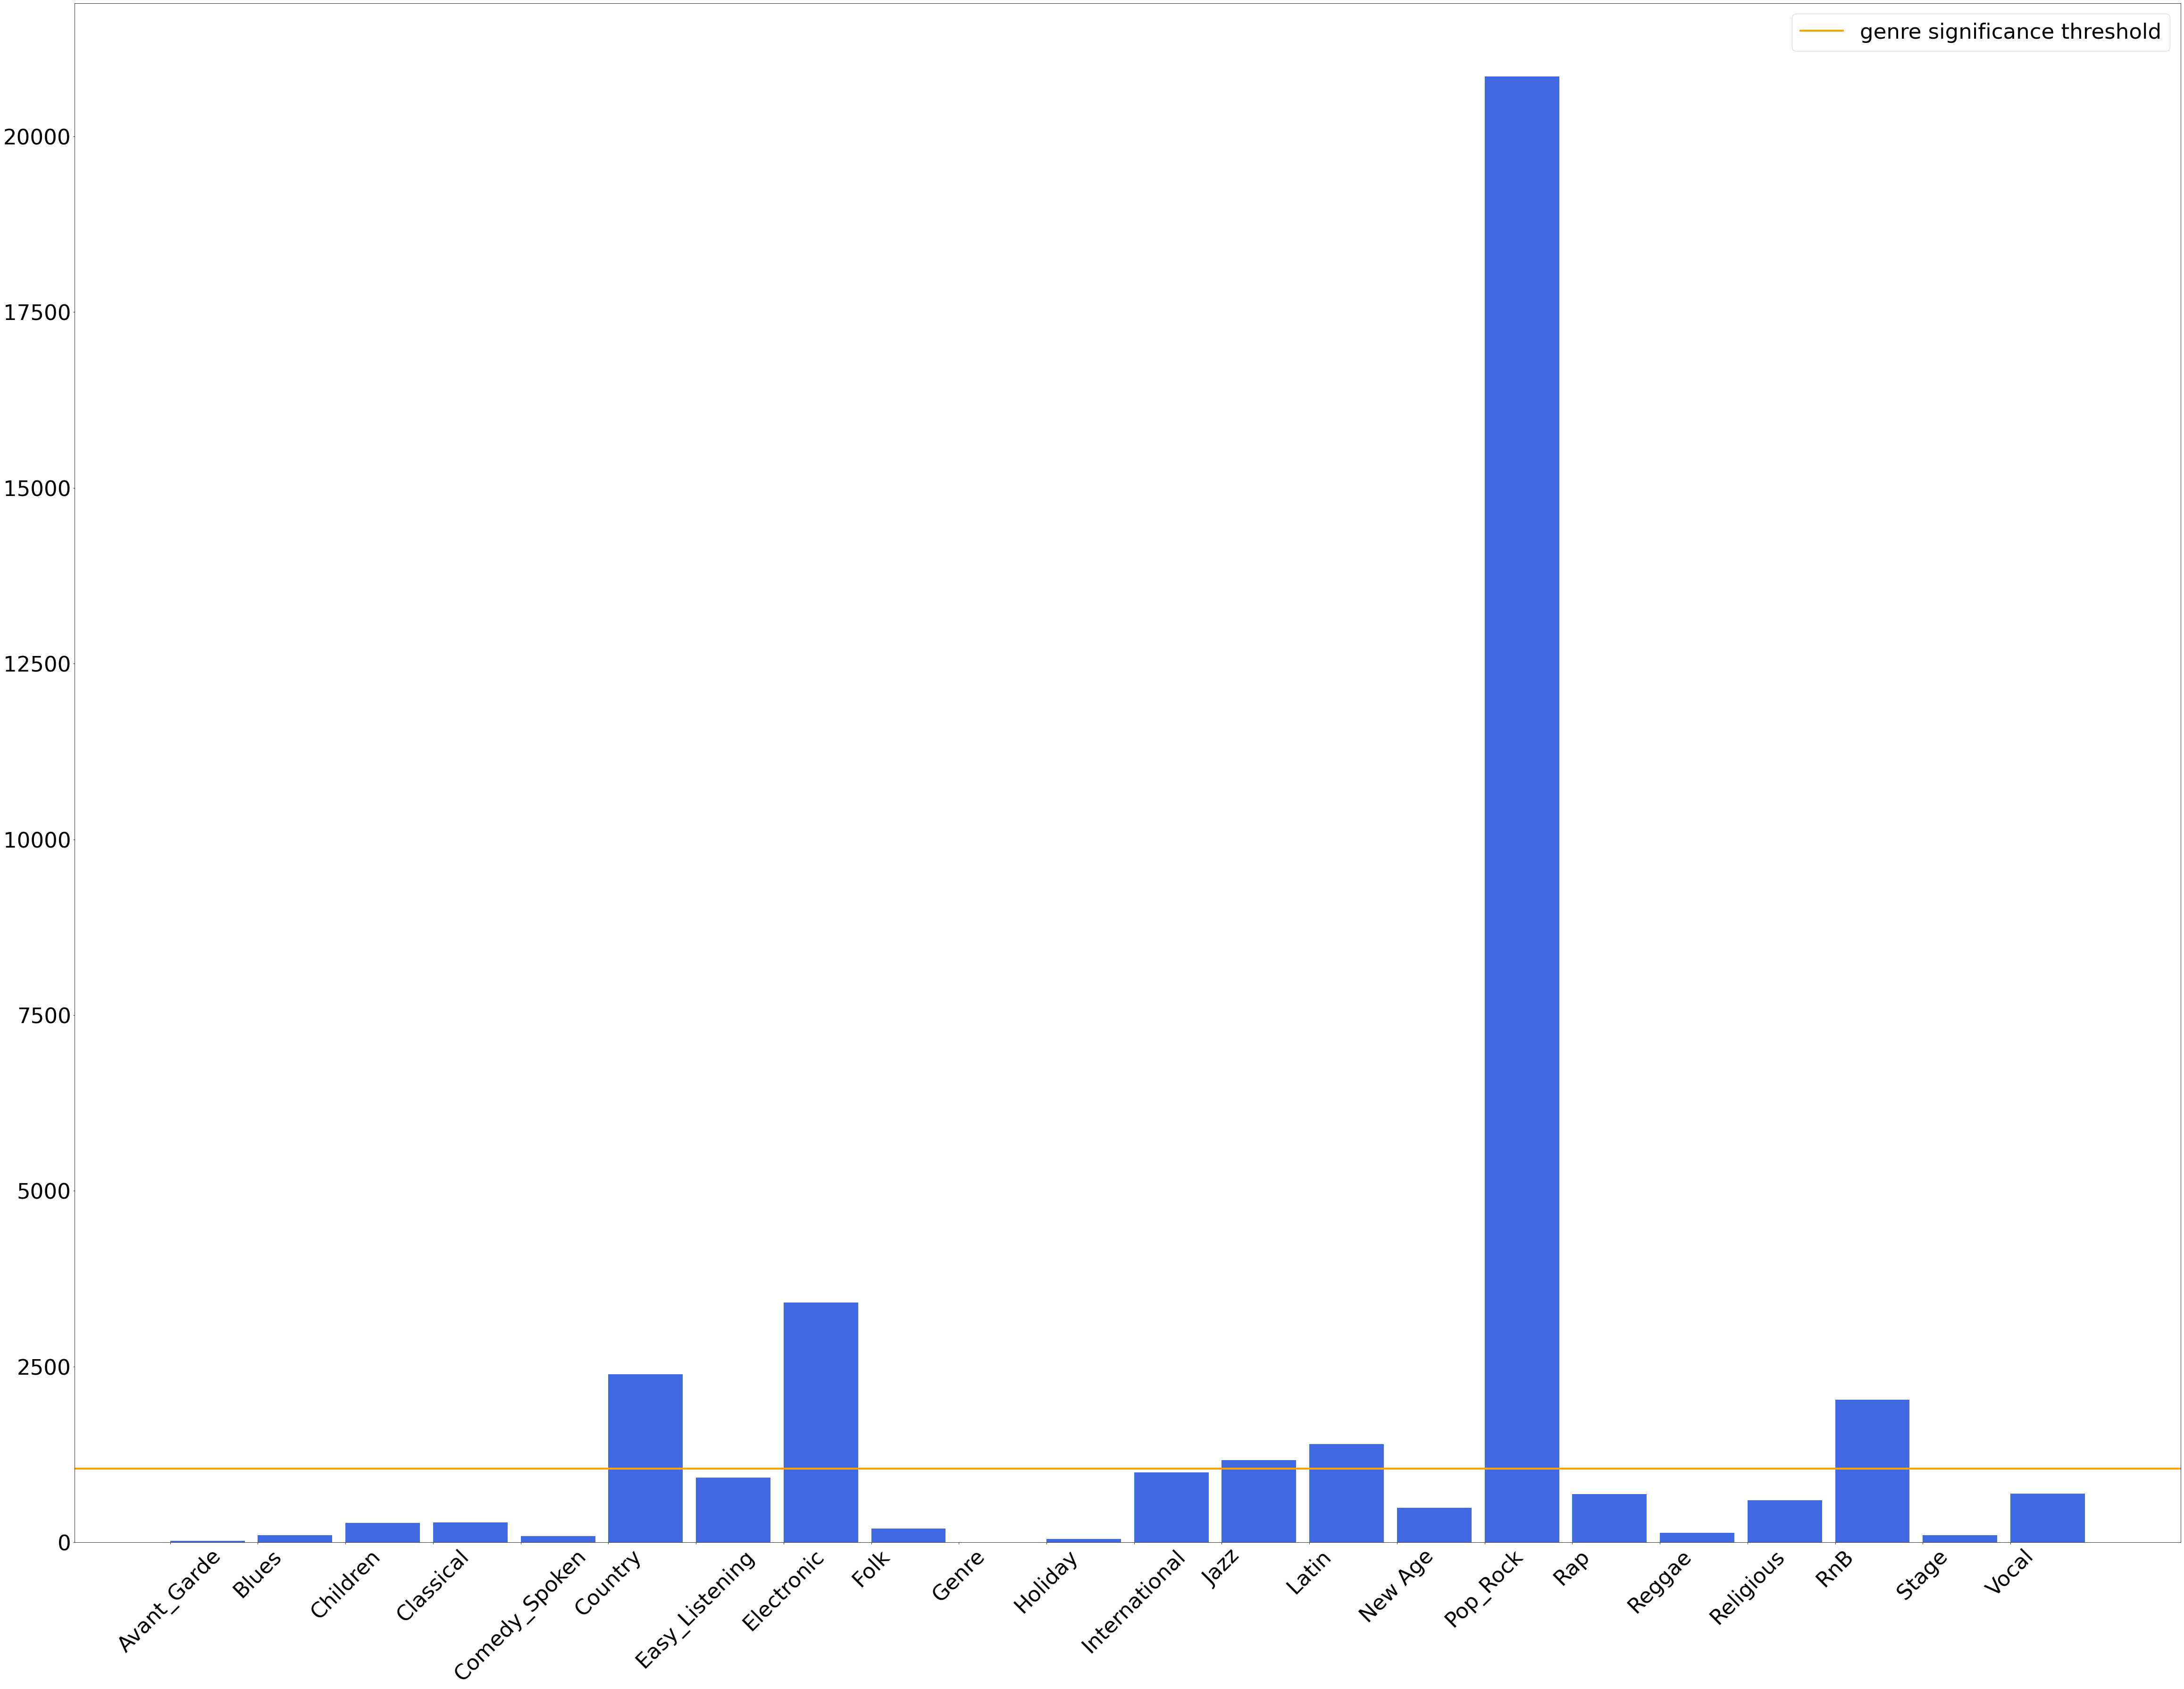 genre significance threshold
20000
17500
15000
12500
10000
7500
5000
2500
0
Avant_Garde
Blues
Children
Classical
Comedy_Spoken
Country
Easy_Listening
Electronic
Folk
Genre
Holiday
International
Jazz
Latin
New Age
Pop_Rock
Rap
Reggae
Religious
RnB
Stage
Vocal